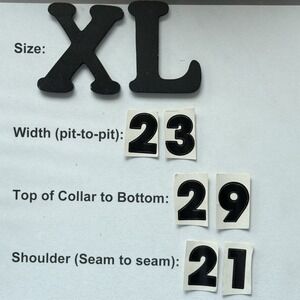 Size: XL
Width (pit-to-pit): 23
Top of Collar to Bottom: 29
Shoulder (Seam to seam): 21